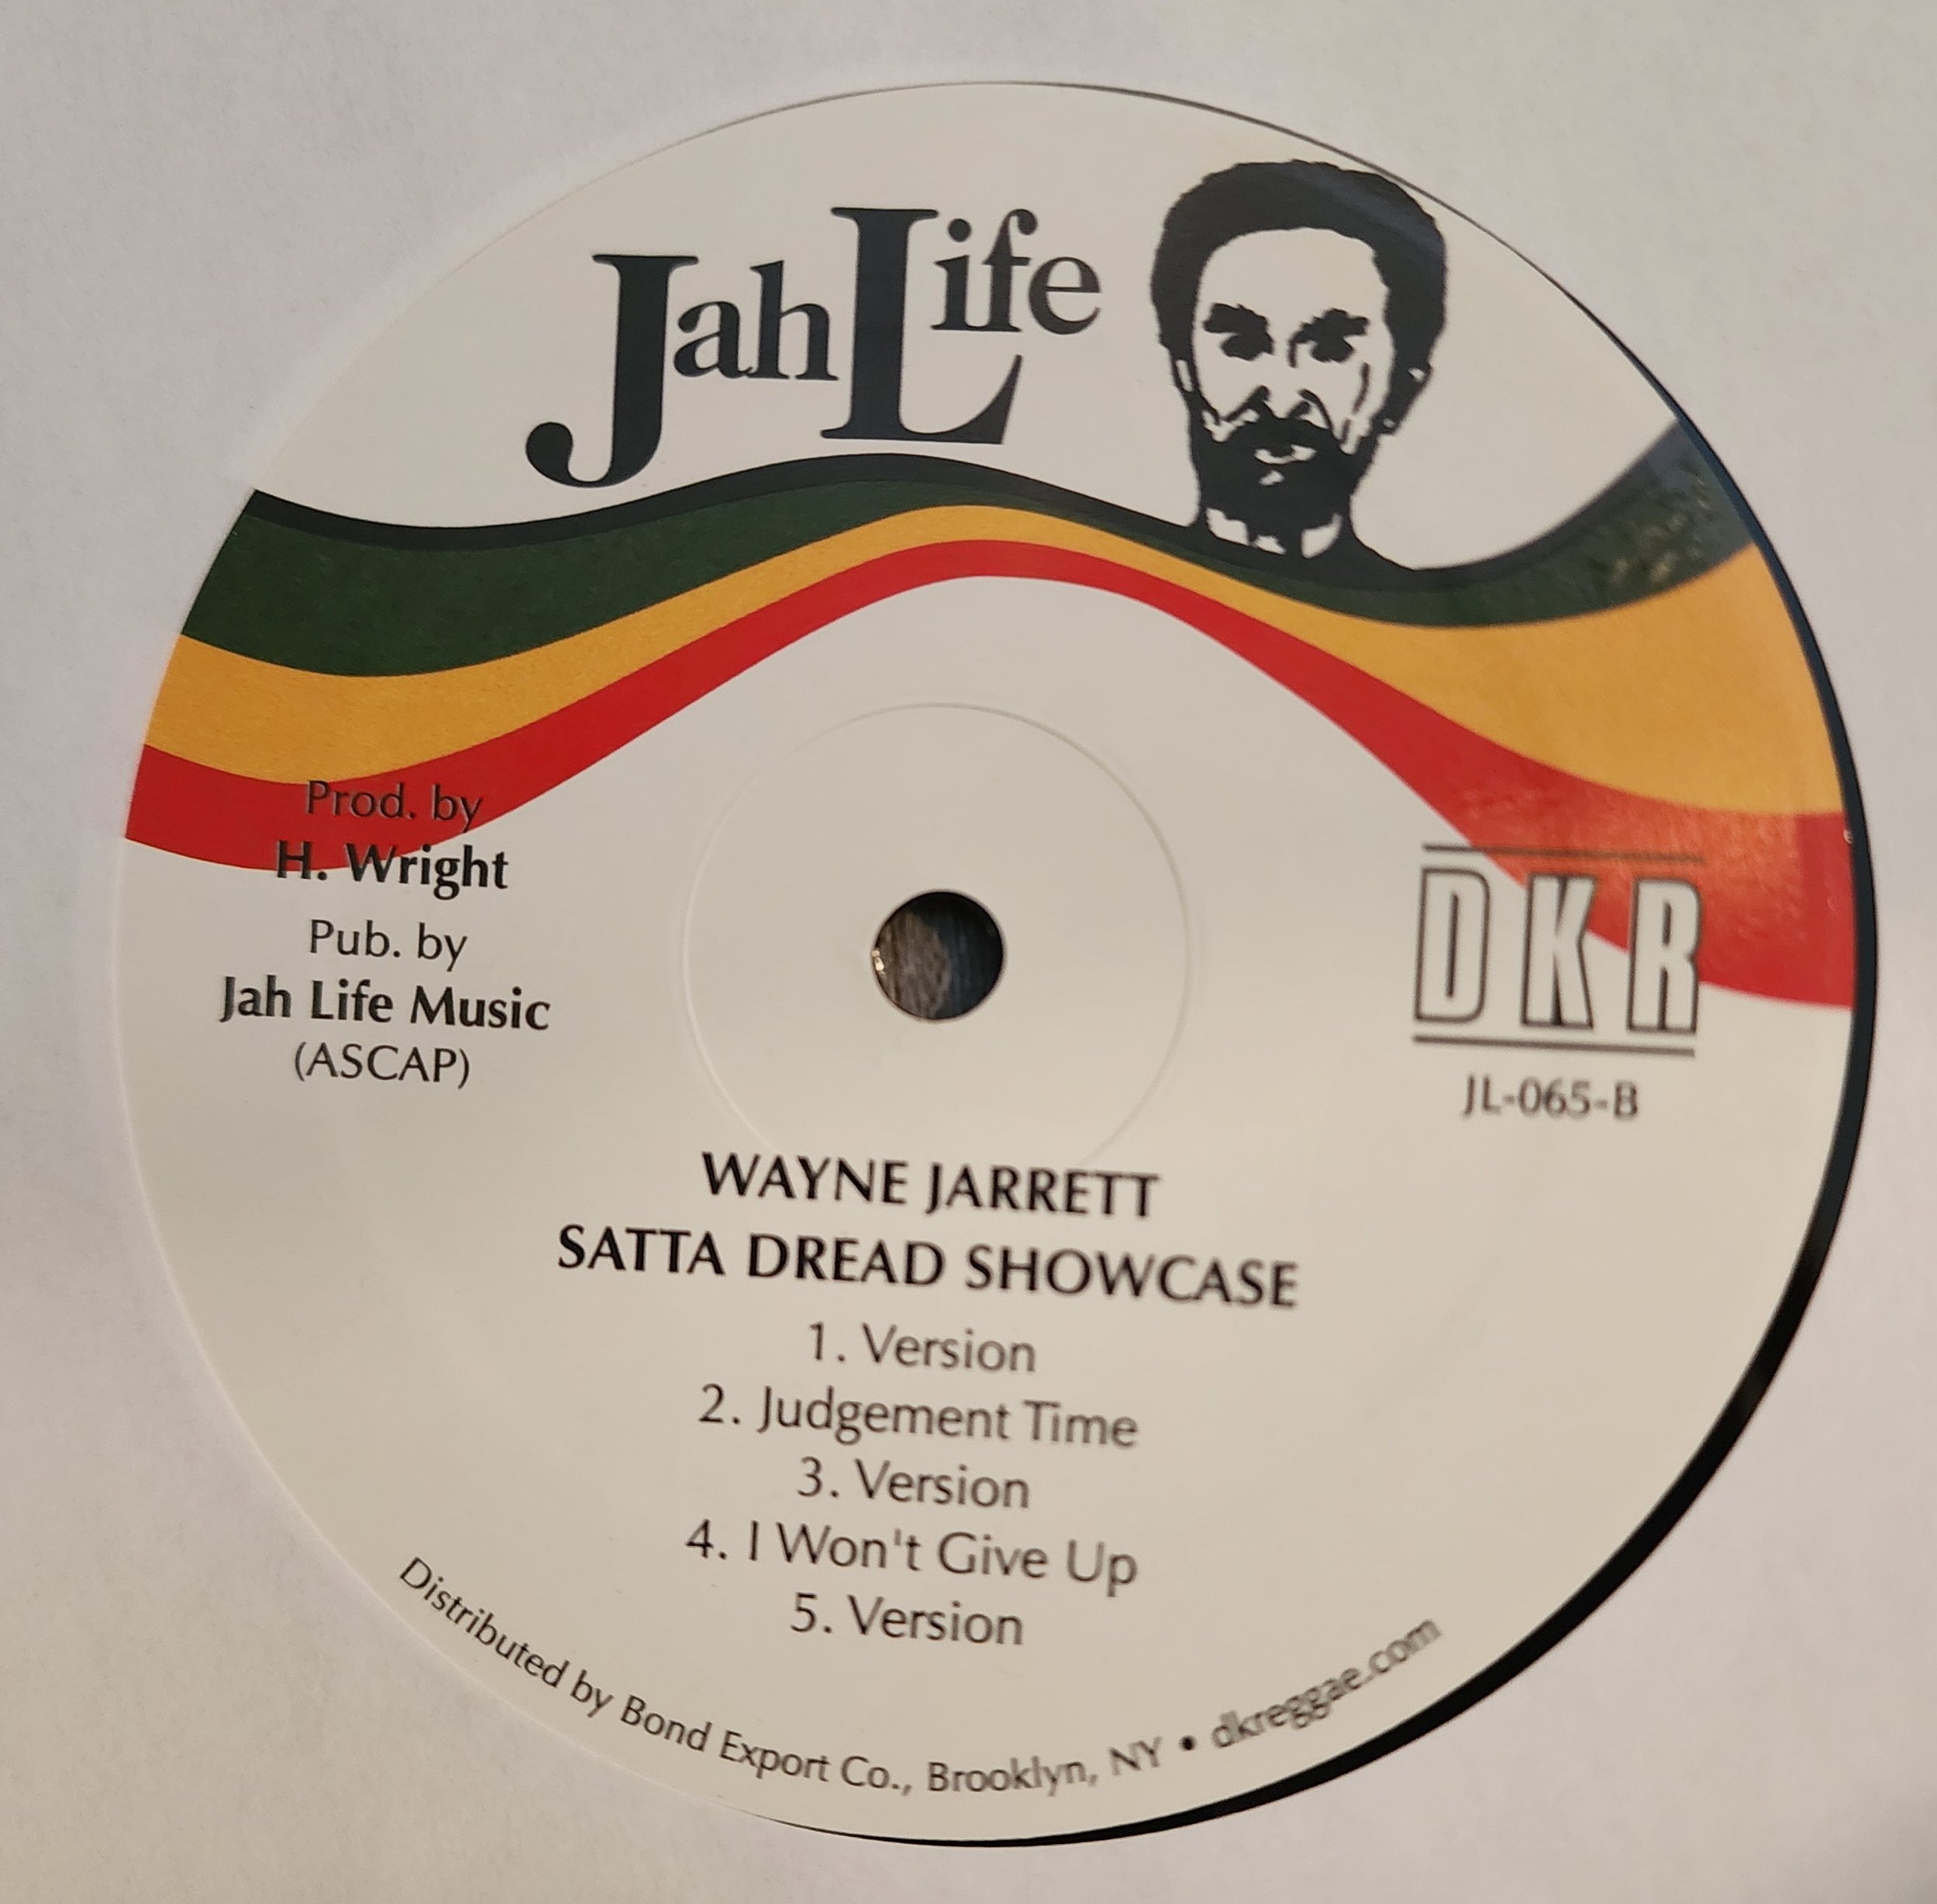 Jah Life
Prod. by
H. Wright
Pub. by
Jah Life Music
(ASCAP)
DKR
JL-065-B
WAYNE JARRETT
SATTA DREAD SHOWCASE
1. Version
2. Judgement Time
3. Version
4. I Won't Give Up
5. Version
Distributed by Bond Export Co., Brooklyn, NY • dkreggae.com